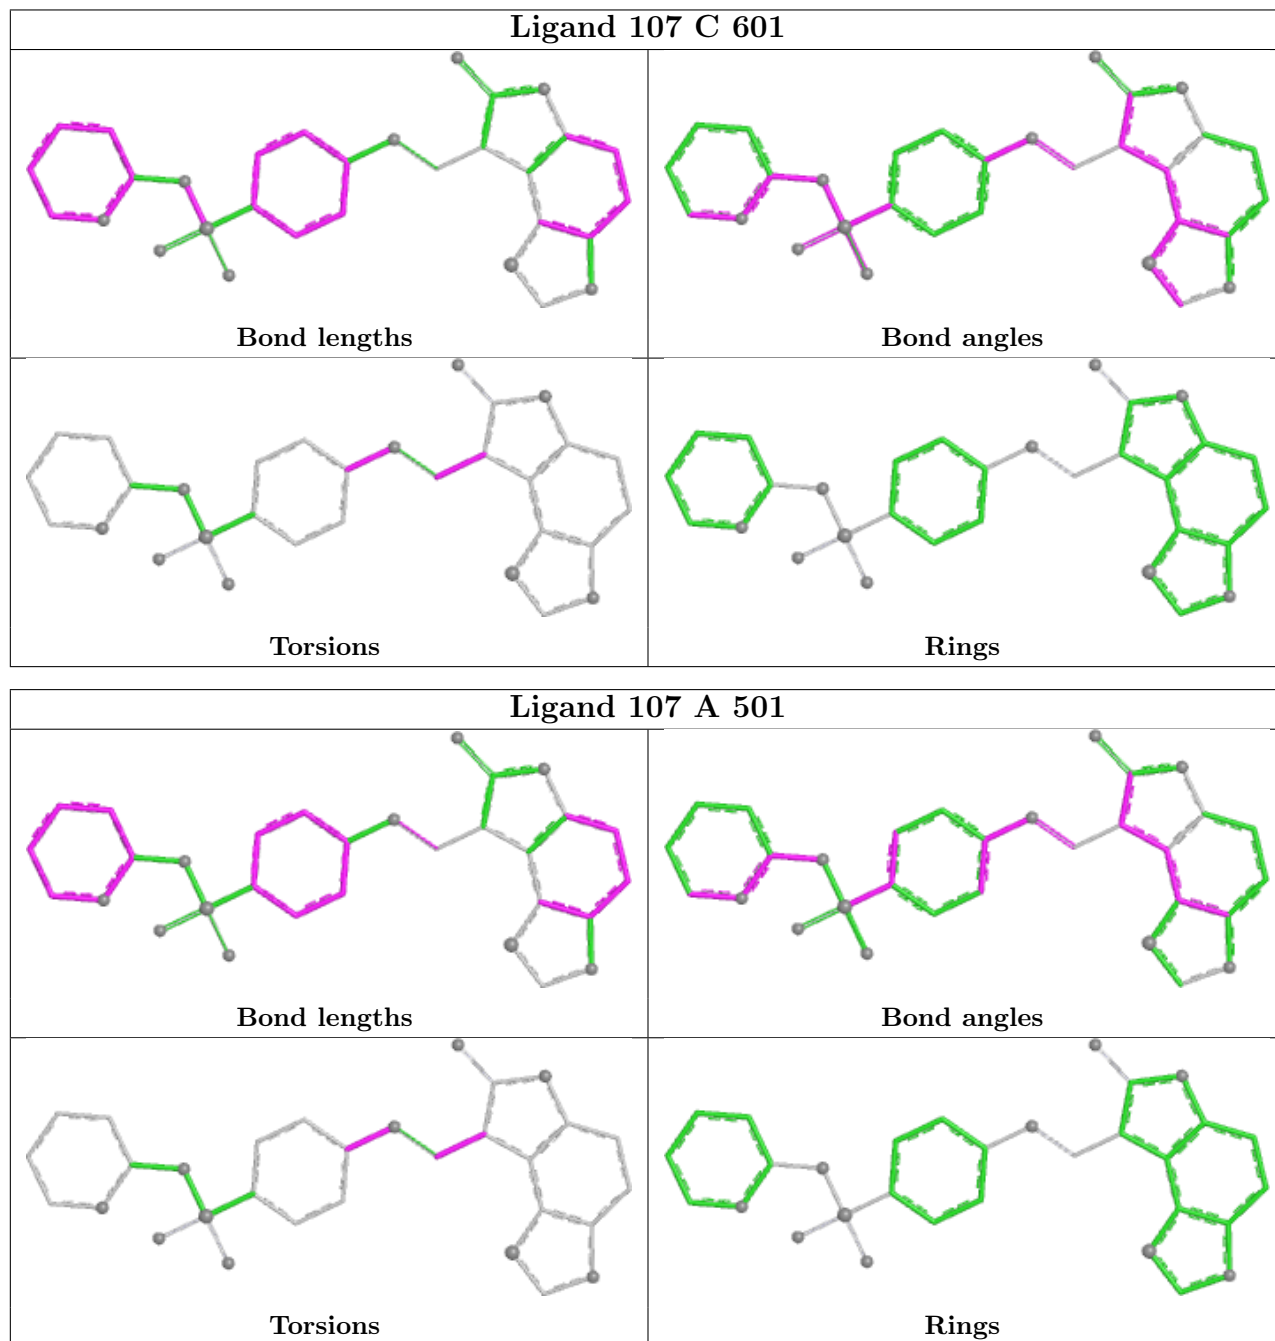 Ligand 107 C 601
Bond lengths
Bond angles
Torsions
Rings
Ligand 107 A 501
Bond lengths
Bond angles
Torsions
Rings